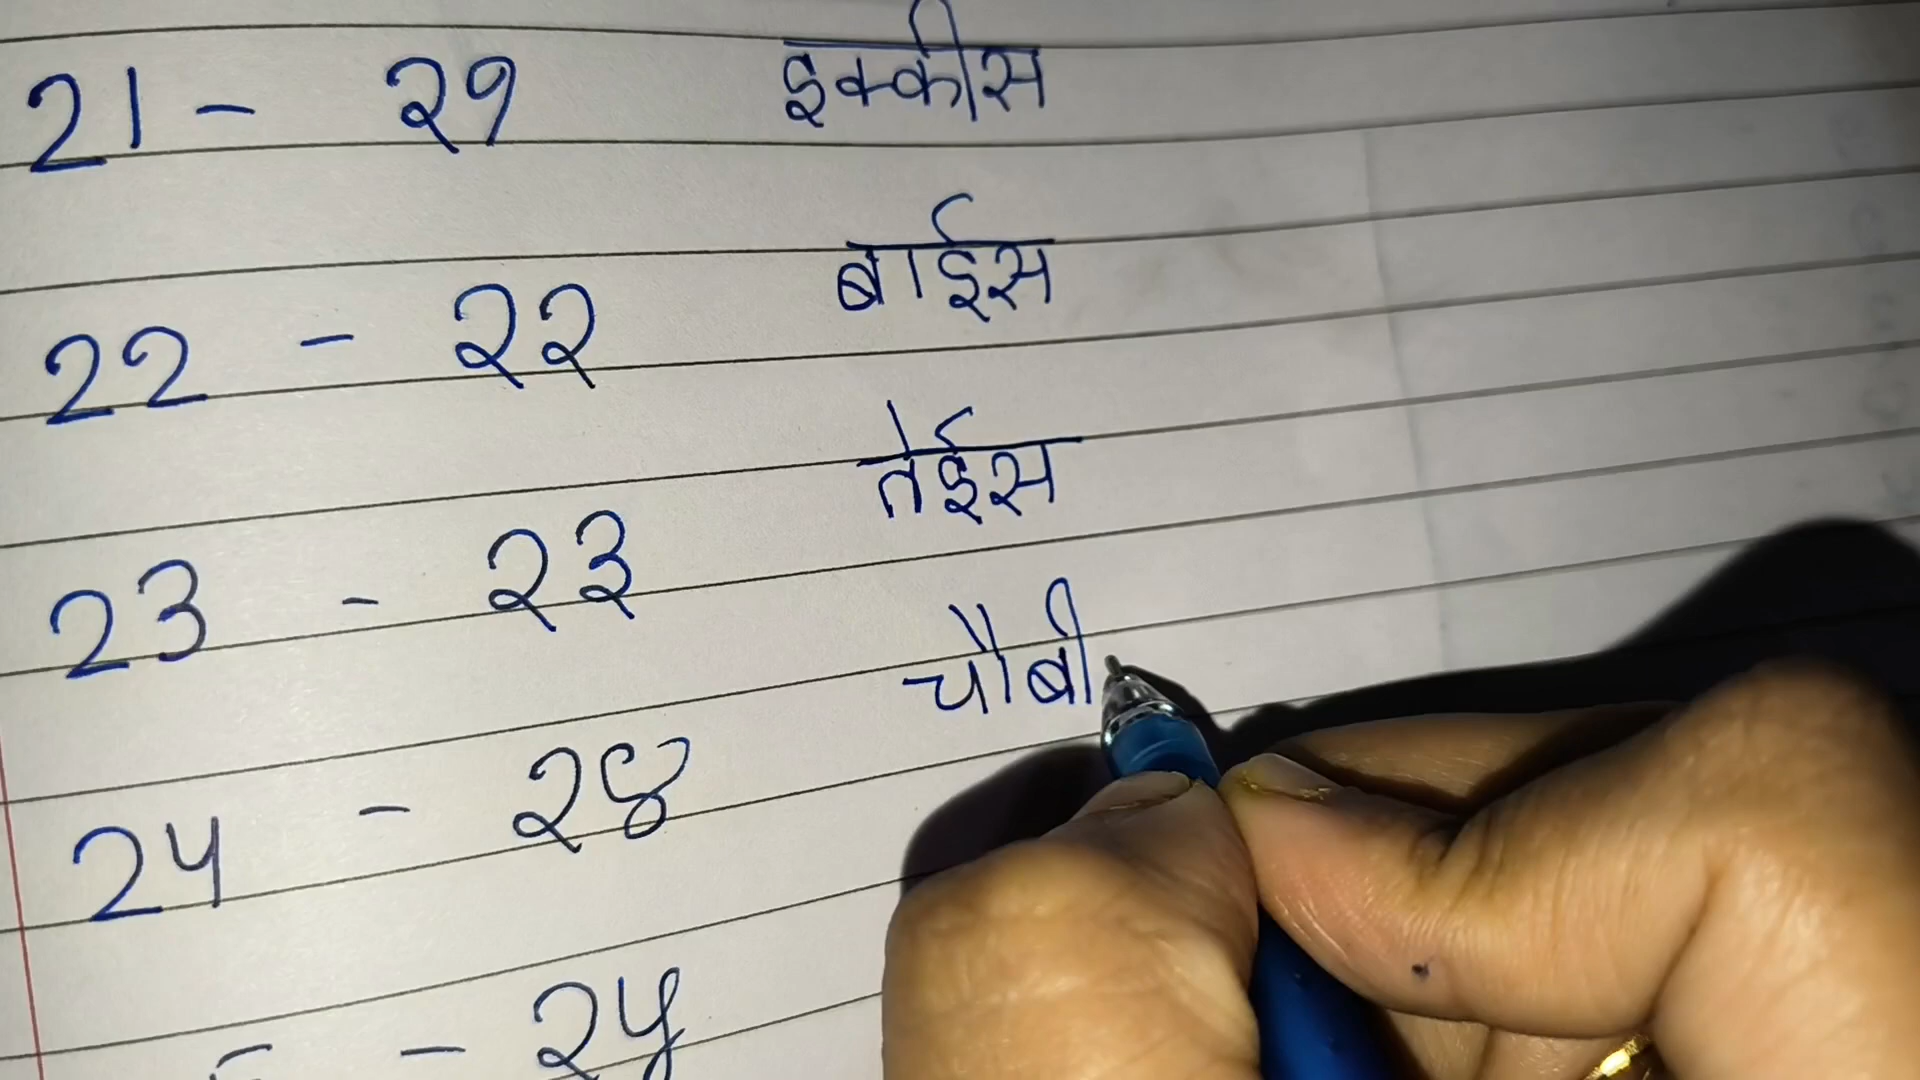 21 - २१ इक्कीस
22 - २२ बाईस
23 - २३ तेईस
24 - २४ चौबी
- २५